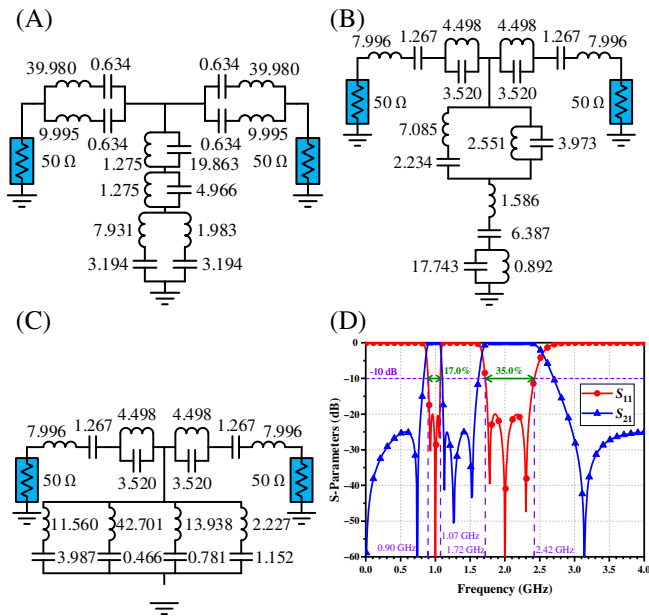 (A)
39.980 0.634 0.634 39.980
9.995 0.634 0.634 9.995
50 Ω 50 Ω
1.275 19.863
1.275 4.966
7.931 1.983
3.194 3.194
(B)
7.996 1.267 4.498 4.498 1.267 7.996
3.520 3.520
50 Ω 50 Ω
7.085 2.551 3.973
2.234
1.586
6.387
17.743 0.892
(C)
7.996 1.267 4.498 4.498 1.267 7.996
3.520 3.520
50 Ω 50 Ω
11.560 42.701 13.938 2.227
3.987 0.466 0.781 1.152
(D)
S-Parameters (dB)
0
-10
-20
-30
-40
-50
-60
-10 dB
17.0% 35.0%
S11
S21
0.90 GHz
1.07 GHz
1.72 GHz
2.42 GHz
0.0 0.5 1.0 1.5 2.0 2.5 3.0 3.5 4.0
Frequency (GHz)